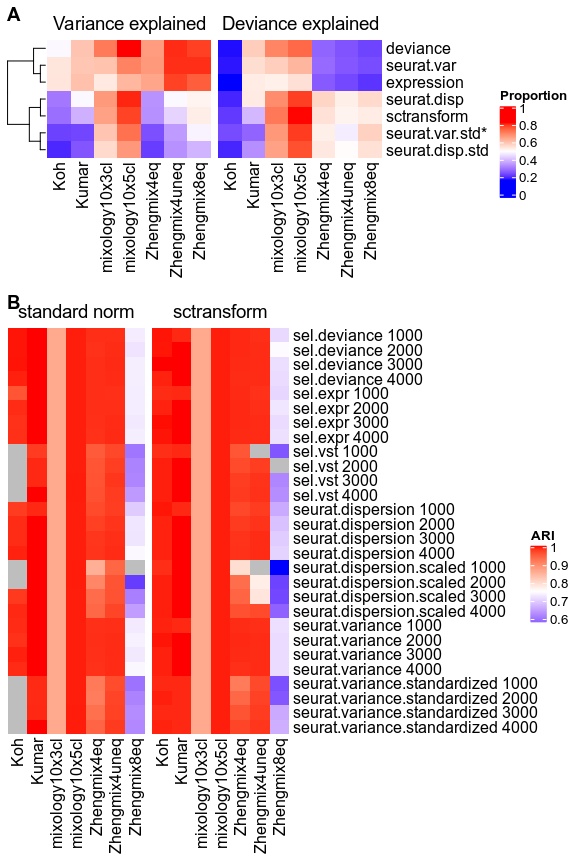 A
Variance explained
Deviance explained
deviance
seurat.var
expression
seurat.disp
sctransform
seurat.var.std*
seurat.disp.std
Koh
Kumar
mixology10x3cl
mixology10x5cl
Zhengmix4eq
Zhengmix4uneq
Zhengmix8eq
Koh
Kumar
mixology10x3cl
mixology10x5cl
Zhengmix4eq
Zhengmix4uneq
Zhengmix8eq
Proportion
1
0.8
0.6
0.4
0.2
0
B
standard norm
sctransform
sel.deviance 1000
sel.deviance 2000
sel.deviance 3000
sel.deviance 4000
sel.expr 1000
sel.expr 2000
sel.expr 3000
sel.expr 4000
sel.vst 1000
sel.vst 2000
sel.vst 3000
sel.vst 4000
seurat.dispersion 1000
seurat.dispersion 2000
seurat.dispersion 3000
seurat.dispersion 4000
seurat.dispersion.scaled 1000
seurat.dispersion.scaled 2000
seurat.dispersion.scaled 3000
seurat.dispersion.scaled 4000
seurat.variance 1000
seurat.variance 2000
seurat.variance 3000
seurat.variance 4000
seurat.variance.standardized 1000
seurat.variance.standardized 2000
seurat.variance.standardized 3000
seurat.variance.standardized 4000
Koh
Kumar
mixology10x3cl
mixology10x5cl
Zhengmix4eq
Zhengmix4uneq
Zhengmix8eq
Koh
Kumar
mixology10x3cl
mixology10x5cl
Zhengmix4eq
Zhengmix4uneq
Zhengmix8eq
ARI
1
0.9
0.8
0.7
0.6